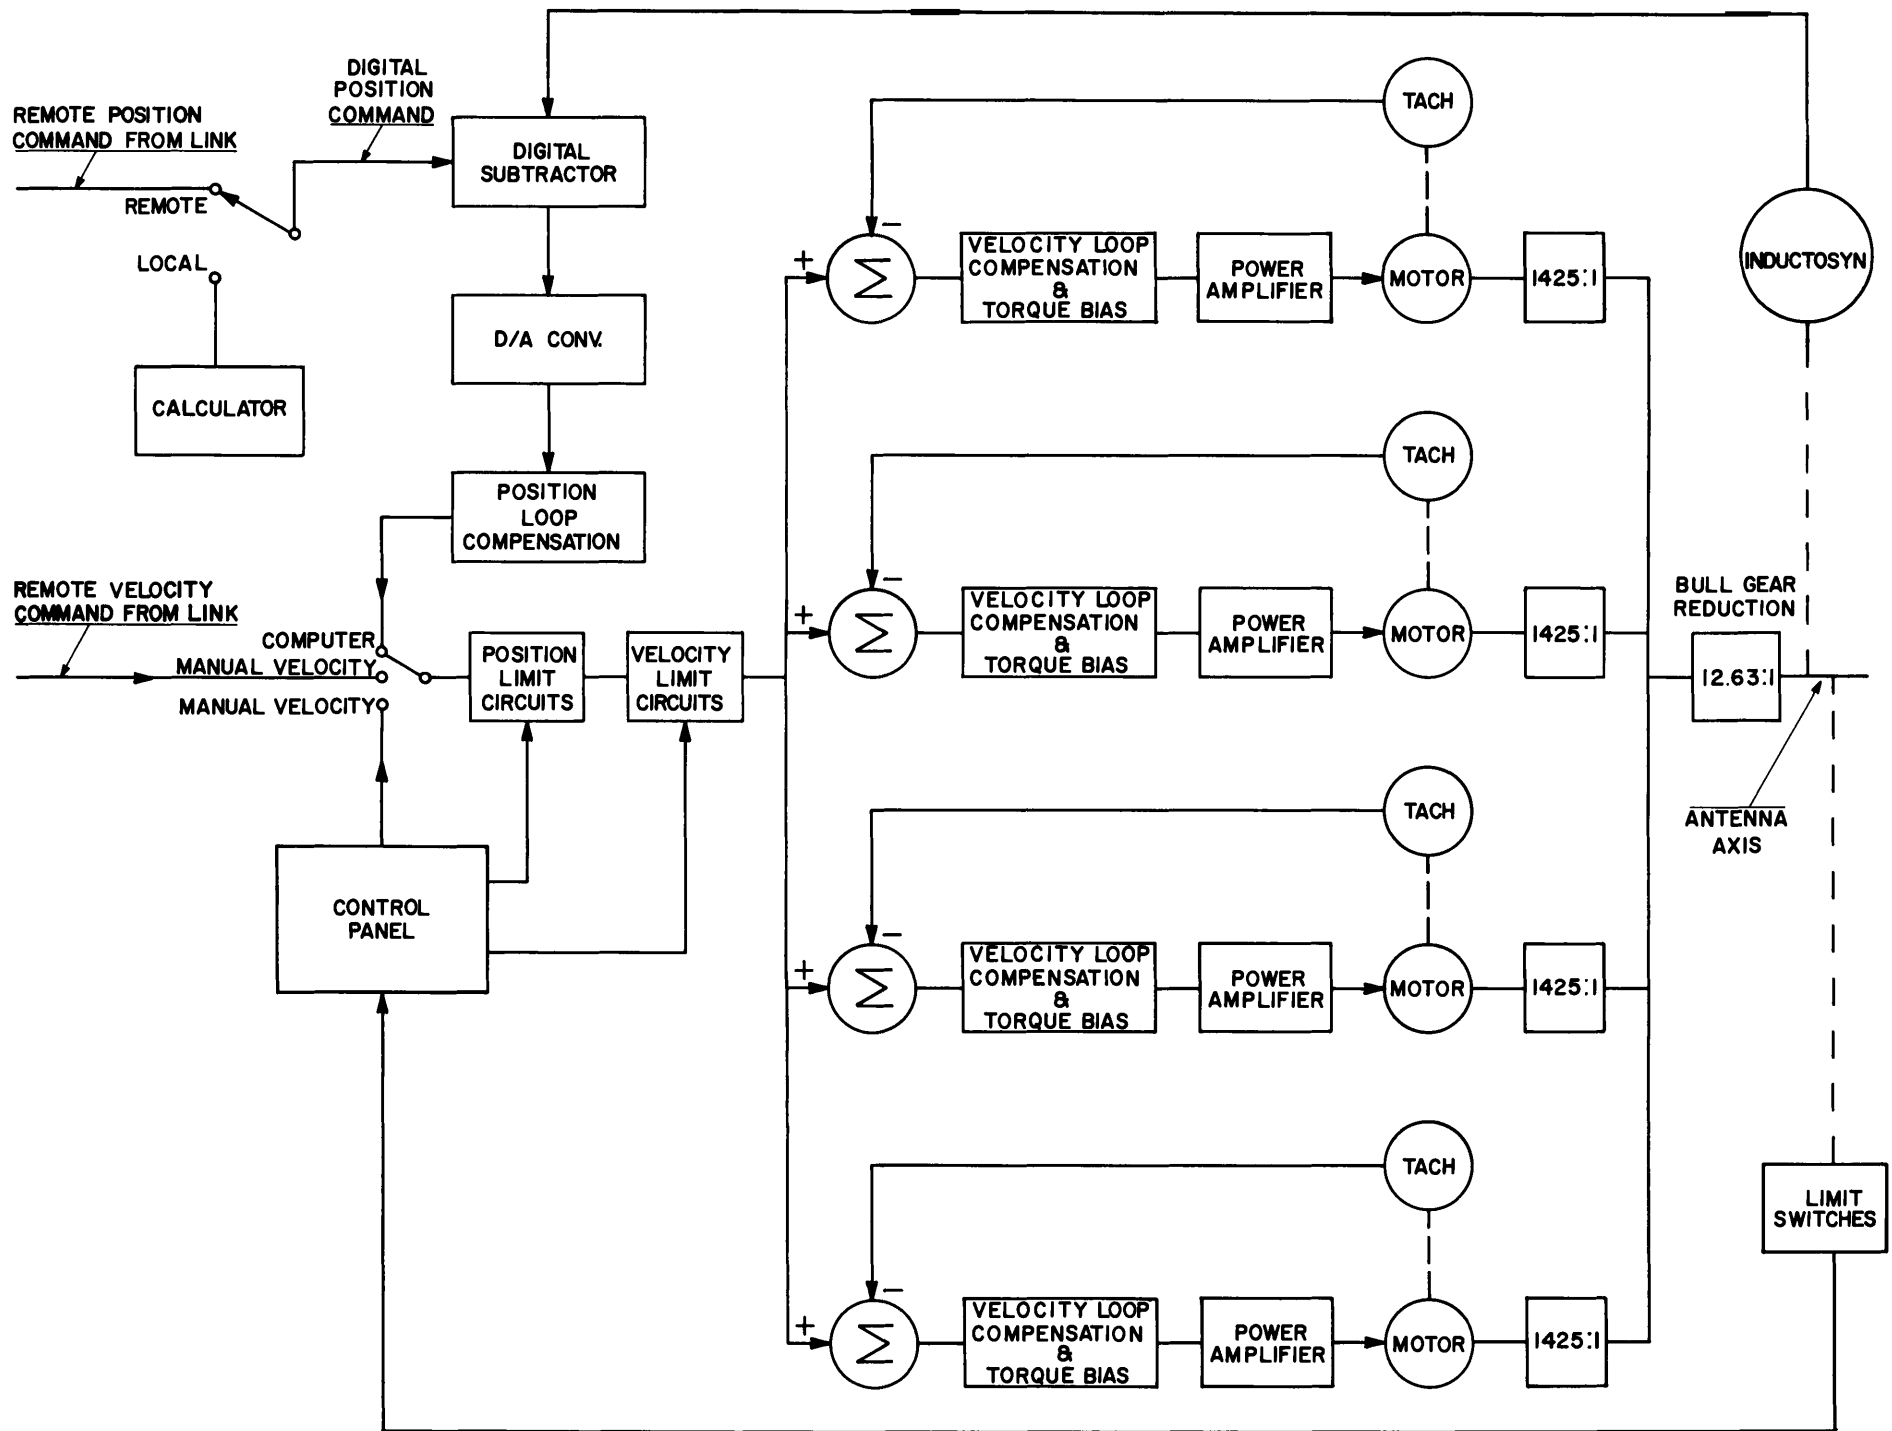 DIGITAL
POSITION
COMMAND
REMOTE POSITION
COMMAND FROM LINK
REMOTE
LOCAL
CALCULATOR
DIGITAL
SUBTRACTOR
D/A CONV.
POSITION
LOOP
COMPENSATION
REMOTE VELOCITY
COMMAND FROM LINK
COMPUTER
MANUAL VELOCITY
MANUAL VELOCITY
POSITION
LIMIT
CIRCUITS
VELOCITY
LIMIT
CIRCUITS
CONTROL
PANEL
TACH
−
+
Σ
VELOCITY LOOP
COMPENSATION
&
TORQUE BIAS
POWER
AMPLIFIER
MOTOR
1425:1
TACH
−
+
Σ
VELOCITY LOOP
COMPENSATION
&
TORQUE BIAS
POWER
AMPLIFIER
MOTOR
1425:1
TACH
−
+
Σ
VELOCITY LOOP
COMPENSATION
&
TORQUE BIAS
POWER
AMPLIFIER
MOTOR
1425:1
TACH
−
+
Σ
VELOCITY LOOP
COMPENSATION
&
TORQUE BIAS
POWER
AMPLIFIER
MOTOR
1425:1
INDUCTOSYN
BULL GEAR
REDUCTION
12.63:1
ANTENNA
AXIS
LIMIT
SWITCHES